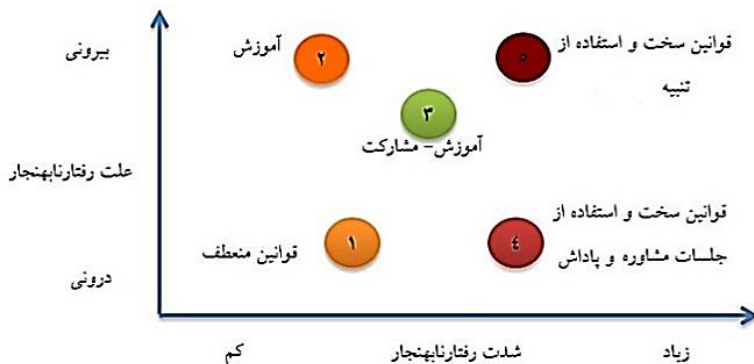 بیرونی
آموزش
۲
قوانین سخت و استفاده از
تنبیه
۵
۳
آموزش- مشارکت
علت رفتارنابهنجار
قوانین سخت و استفاده از
جلسات مشاوره و پاداش
٤
۱
قوانین منعطف
درونی
زیاد
شدت رفتارنابهنجار
کم